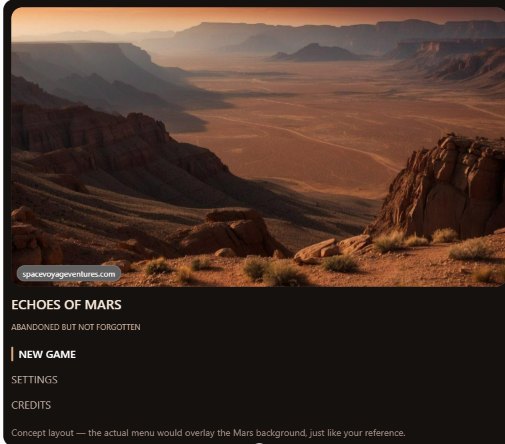 spacevoyageventures.com
ECHOES OF MARS
ABANDONED BUT NOT FORGOTTEN
NEW GAME
SETTINGS
CREDITS
Concept layout — the actual menu would overlay the Mars background, just like your reference.